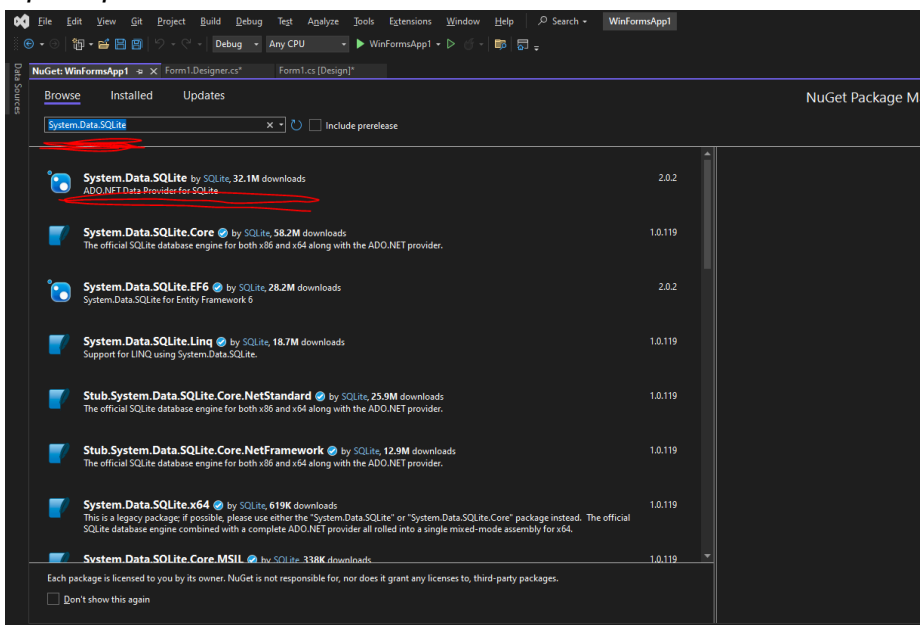 File Edit View Git Project Build Debug Test Analyze Tools Extensions Window Help Search WinFormsApp1
Debug Any CPU WinFormsApp1
Data Sources
NuGet: WinFormsApp1 Form1.Designer.cs* Form1.cs [Design]*
Browse Installed Updates NuGet Package M
System.Data.SQLite Include prerelease
System.Data.SQLite by SQLite, 32.1M downloads 2.0.2
ADO.NET Data Provider for SQLite
System.Data.SQLite.Core by SQLite, 58.2M downloads 1.0.119
The official SQLite database engine for both x86 and x64 along with the ADO.NET provider.
System.Data.SQLite.EF6 by SQLite, 28.2M downloads 2.0.2
System.Data.SQLite for Entity Framework 6
System.Data.SQLite.Linq by SQLite, 18.7M downloads 1.0.119
Support for LINQ using System.Data.SQLite.
Stub.System.Data.SQLite.Core.NetStandard by SQLite, 25.9M downloads 1.0.119
The official SQLite database engine for both x86 and x64 along with the ADO.NET provider.
Stub.System.Data.SQLite.Core.NetFramework by SQLite, 12.9M downloads 1.0.119
The official SQLite database engine for both x86 and x64 along with the ADO.NET provider.
System.Data.SQLite.x64 by SQLite, 619K downloads 1.0.119
This is a legacy package; if possible, please use either the "System.Data.SQLite" or "System.Data.SQLite.Core" package instead. The official
SQLite database engine combined with a complete ADO.NET provider all rolled into a single mixed-mode assembly for x64.
System.Data.SQLite.Core.MSIL by SQLite, 338K downloads 1.0.119
Each package is licensed to you by its owner. NuGet is not responsible for, nor does it grant any licenses to, third-party packages.
Don't show this again